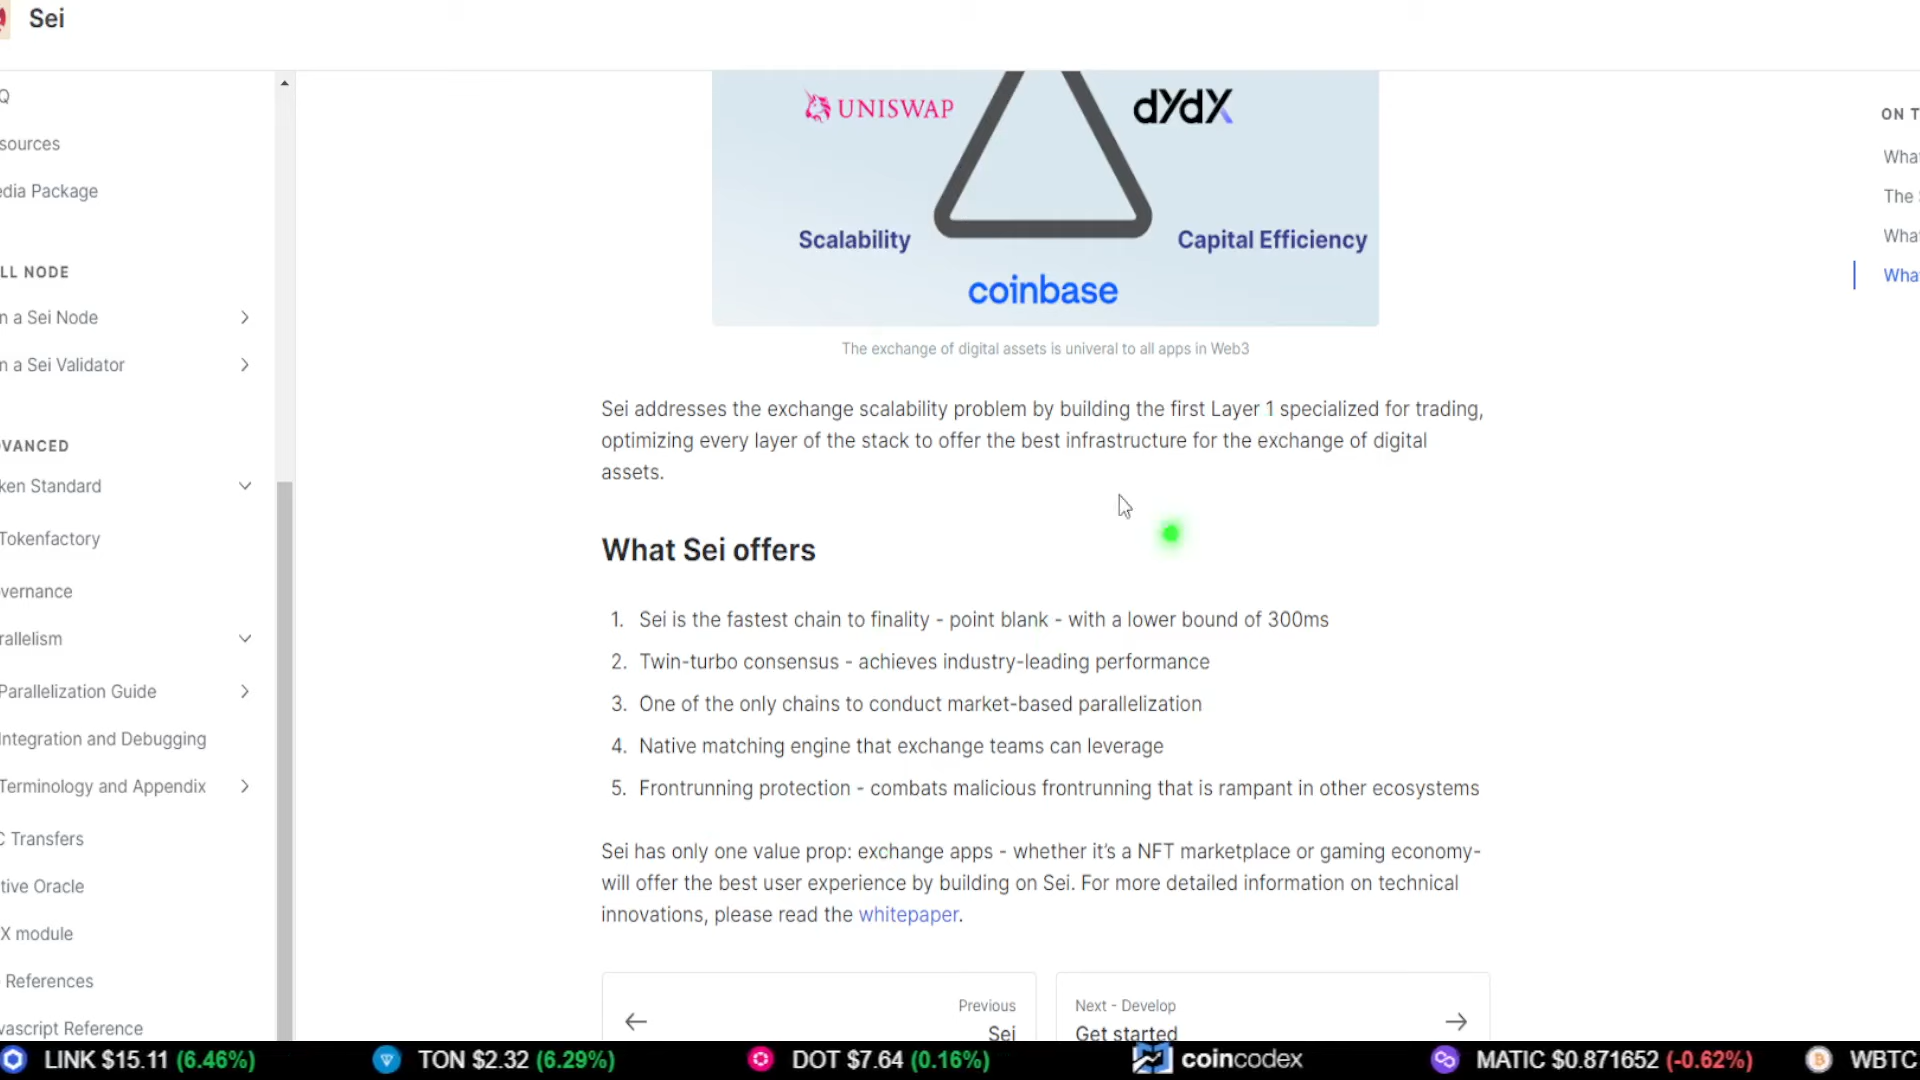 Sei
Q
sources
edia Package
LL NODE
n a Sei Node
n a Sei Validator
DVANCED
ken Standard
Tokenfactory
vernance
rallelism
Parallelization Guide
Integration and Debugging
Terminology and Appendix
C Transfers
tive Oracle
X module
References
vascript Reference
UNISWAP
dYdX
Scalability
Capital Efficiency
coinbase
The exchange of digital assets is univeral to all apps in Web3
Sei addresses the exchange scalability problem by building the first Layer 1 specialized for trading,
optimizing every layer of the stack to offer the best infrastructure for the exchange of digital
assets.
What Sei offers
1. Sei is the fastest chain to finality - point blank - with a lower bound of 300ms
2. Twin-turbo consensus - achieves industry-leading performance
3. One of the only chains to conduct market-based parallelization
4. Native matching engine that exchange teams can leverage
5. Frontrunning protection - combats malicious frontrunning that is rampant in other ecosystems
Sei has only one value prop: exchange apps - whether it's a NFT marketplace or gaming economy-
will offer the best user experience by building on Sei. For more detailed information on technical
innovations, please read the whitepaper.
Previous
Sei
Next - Develop
Get started
ON T
What
The
What
What
LINK $15.11 (6.46%) TON $2.32 (6.29%) DOT $7.64 (0.16%) coincodex MATIC $0.871652 (-0.62%) WBTC